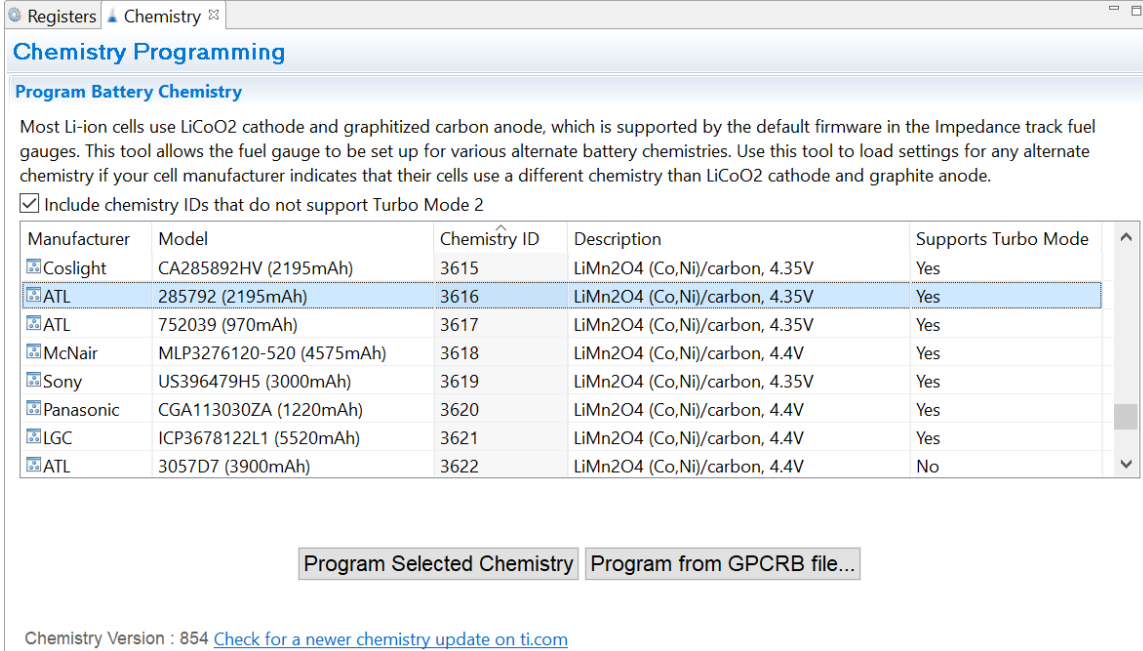 Registers Chemistry
Chemistry Programming
Program Battery Chemistry
Most Li-ion cells use LiCoO2 cathode and graphitized carbon anode, which is supported by the default firmware in the Impedance track fuel
gauges. This tool allows the fuel gauge to be set up for various alternate battery chemistries. Use this tool to load settings for any alternate
chemistry if your cell manufacturer indicates that their cells use a different chemistry than LiCoO2 cathode and graphite anode.
Include chemistry IDs that do not support Turbo Mode 2
Manufacturer Model Chemistry ID Description Supports Turbo Mode
Coslight CA285892HV (2195mAh) 3615 LiMn2O4 (Co,Ni)/carbon, 4.35V Yes
ATL 285792 (2195mAh) 3616 LiMn2O4 (Co,Ni)/carbon, 4.35V Yes
ATL 752039 (970mAh) 3617 LiMn2O4 (Co,Ni)/carbon, 4.35V Yes
McNair MLP3276120-520 (4575mAh) 3618 LiMn2O4 (Co,Ni)/carbon, 4.4V Yes
Sony US396479H5 (3000mAh) 3619 LiMn2O4 (Co,Ni)/carbon, 4.35V Yes
Panasonic CGA113030ZA (1220mAh) 3620 LiMn2O4 (Co,Ni)/carbon, 4.4V Yes
LGC ICP3678122L1 (5520mAh) 3621 LiMn2O4 (Co,Ni)/carbon, 4.4V Yes
ATL 3057D7 (3900mAh) 3622 LiMn2O4 (Co,Ni)/carbon, 4.4V No
Program Selected Chemistry Program from GPCRB file...
Chemistry Version : 854 Check for a newer chemistry update on ti.com